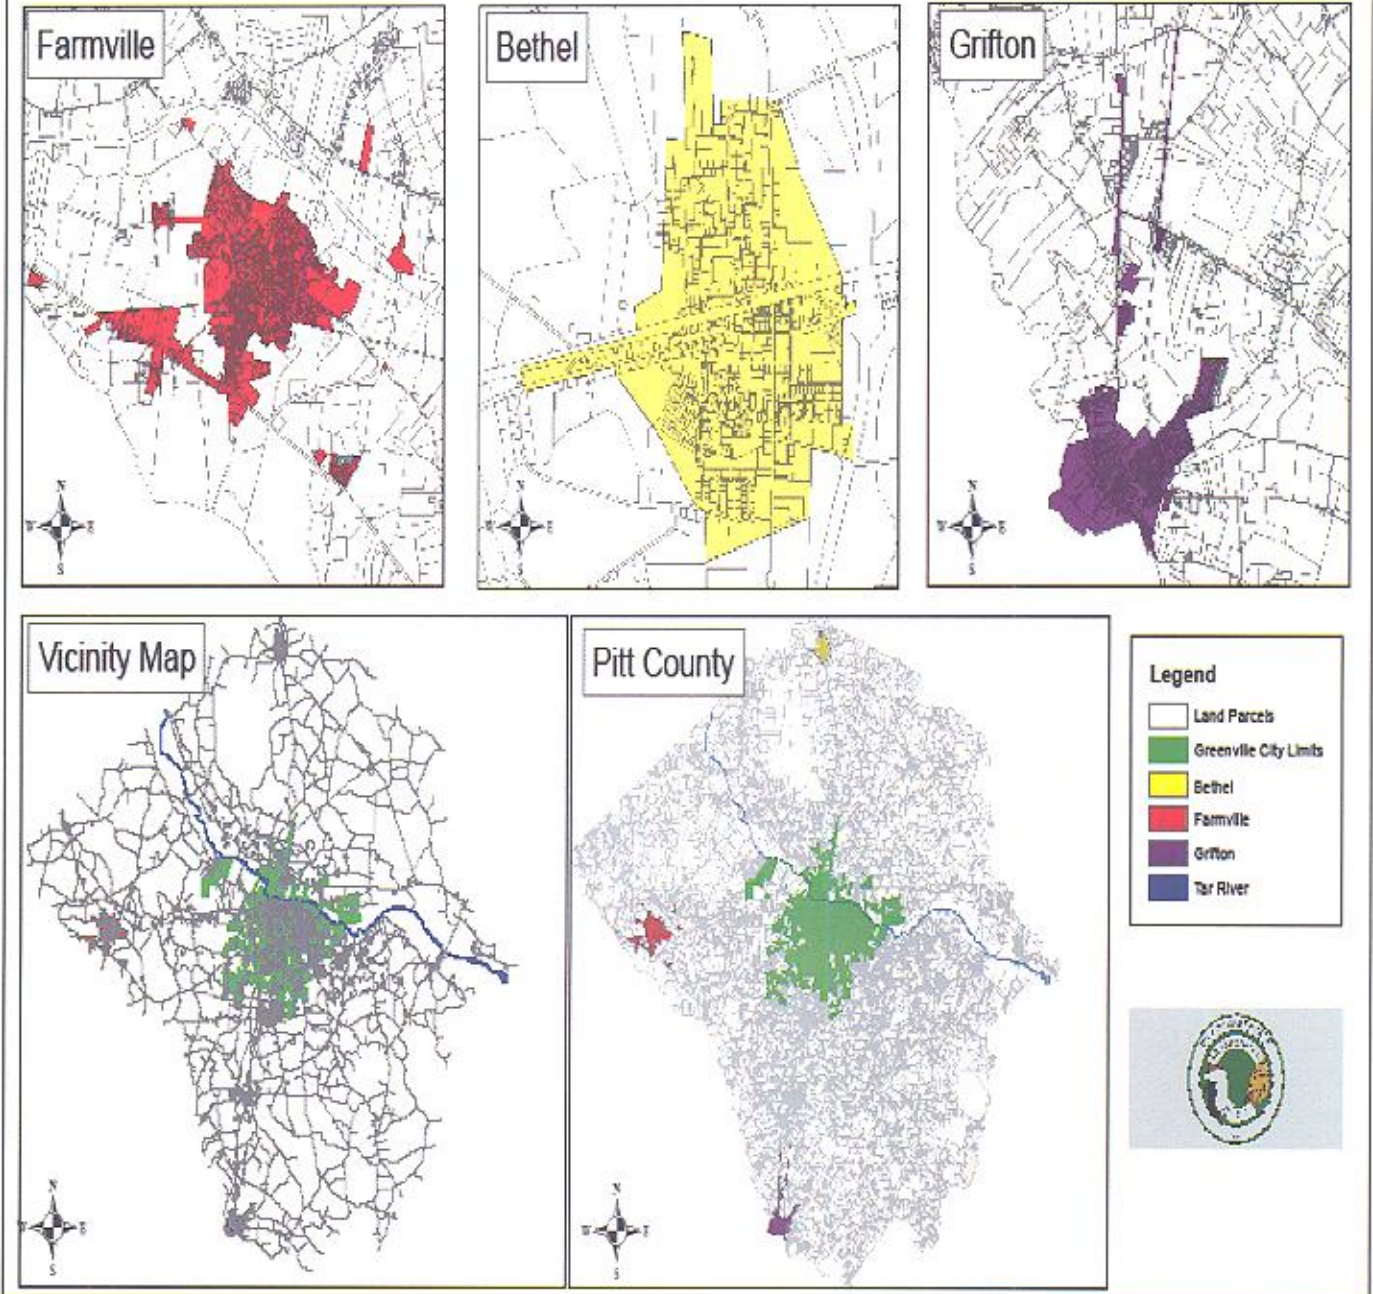 Farmville
Bethel
Grifton
N
W E
S
N
W E
S
N
W E
S
Vicinity Map
Pitt County
Legend
Land Parcels
Greenville City Limits
Bethel
Farmville
Grifton
Tar River
N
W E
S
N
W E
S